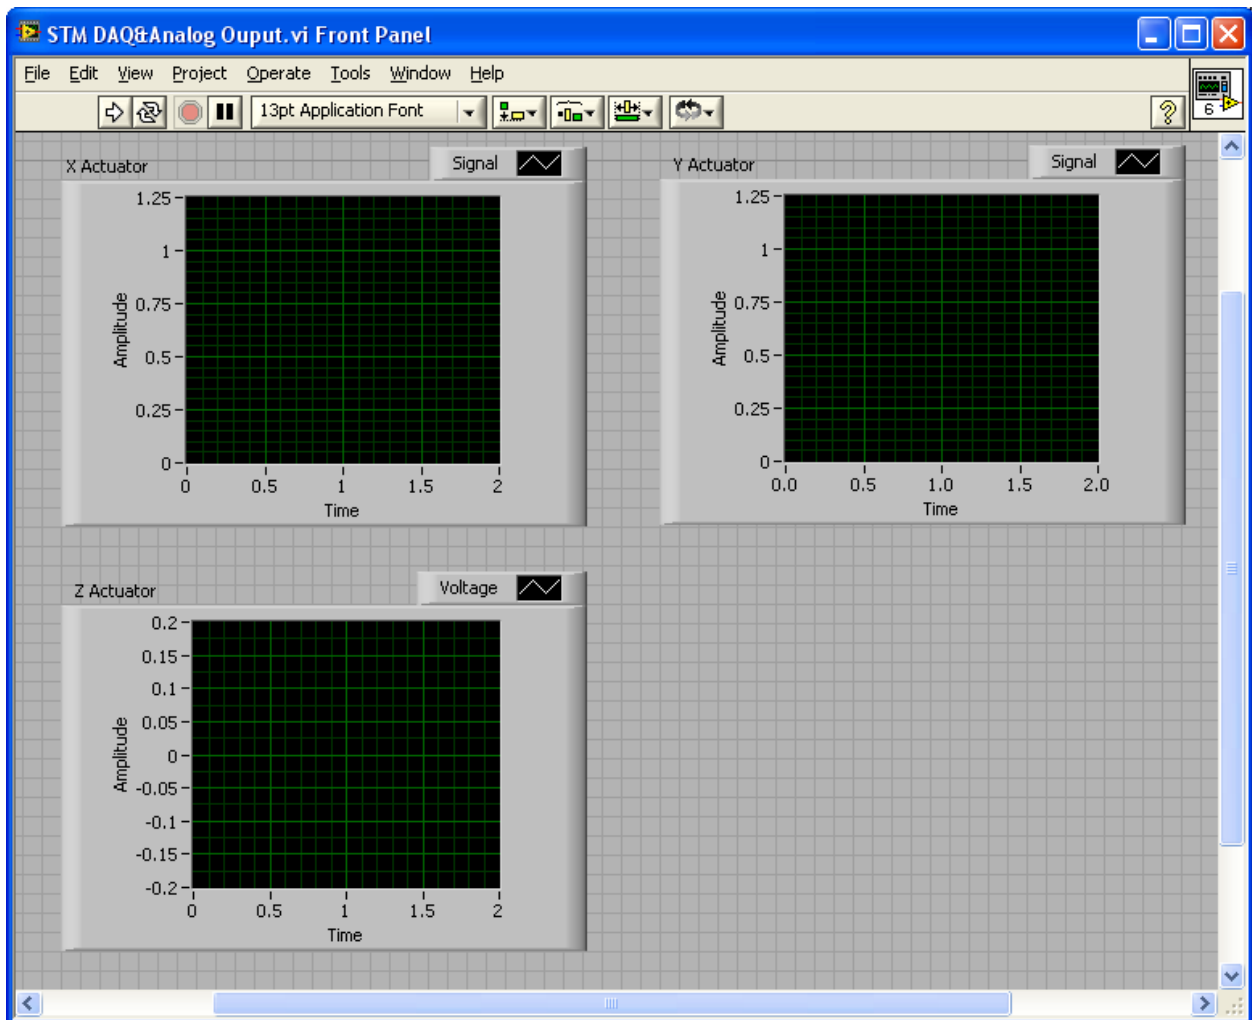 STM DAQ&Analog Ouput.vi Front Panel
File Edit View Project Operate Tools Window Help
13pt Application Font
6
X Actuator
Signal
1.25
1
0.75
0.5
0.25
0
Amplitude
0 0.5 1 1.5 2
Time
Y Actuator
Signal
1.25
1
0.75
0.5
0.25
0
Amplitude
0.0 0.5 1.0 1.5 2.0
Time
Z Actuator
Voltage
0.2
0.15
0.1
0.05
0
-0.05
-0.1
-0.15
-0.2
Amplitude
0 0.5 1 1.5 2
Time